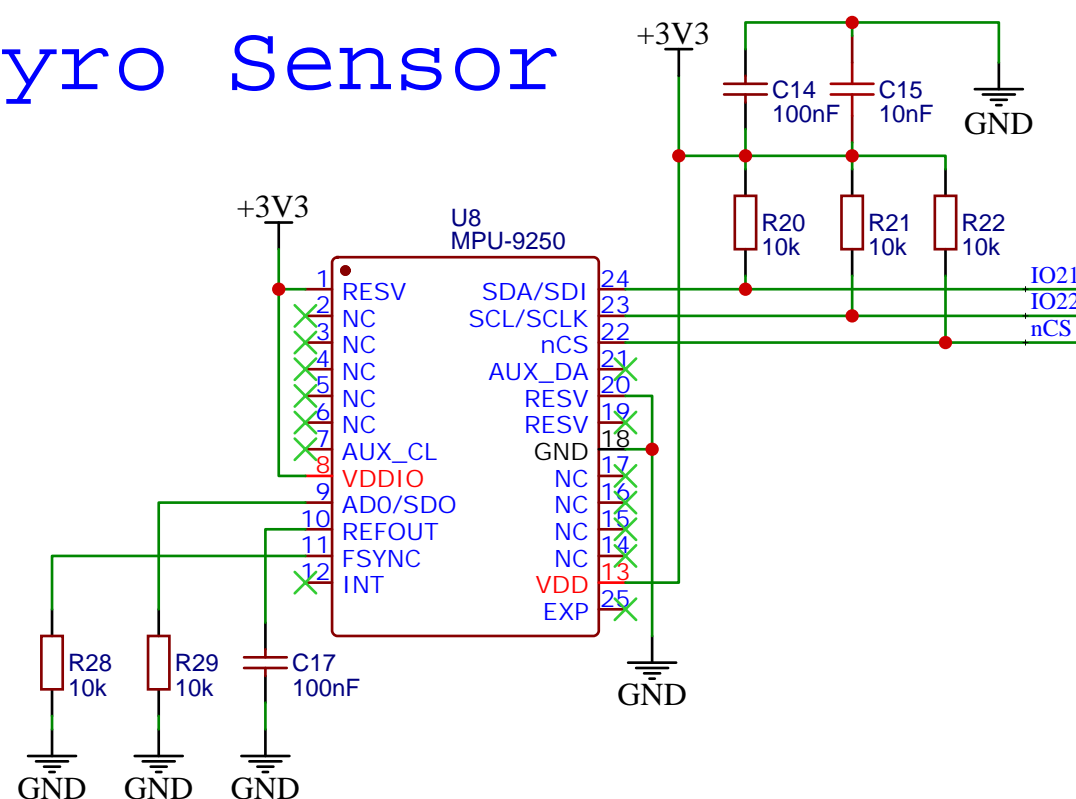 yro Sensor
+3V3
C14
100nF
C15
10nF
GND
R20
10k
R21
10k
R22
10k
+3V3
U8
MPU-9250
1 RESV
2 NC
3 NC
4 NC
5 NC
6 NC
7 AUX_CL
8 VDDIO
9 AD0/SDO
10 REFOUT
11 FSYNC
12 INT
SDA/SDI 24
SCL/SCLK 23
nCS 22
AUX_DA 21
RESV 20
RESV 19
GND 18
NC 17
NC 16
NC 15
NC 14
VDD 13
EXP 25
IO21
IO22
nCS
R28
10k
R29
10k
C17
100nF
GND
GND
GND
GND